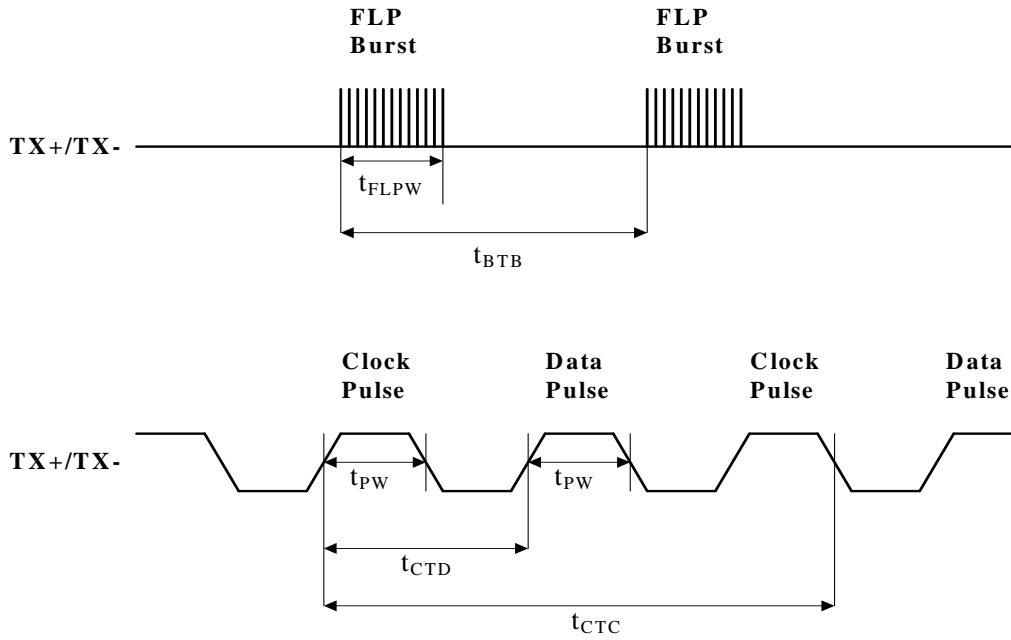 FLP Burst FLP Burst
TX+/TX-
tFLPW
tBTB
Clock Pulse Data Pulse Clock Pulse Data Pulse
TX+/TX-
tPW tPW
tCTD
tCTC